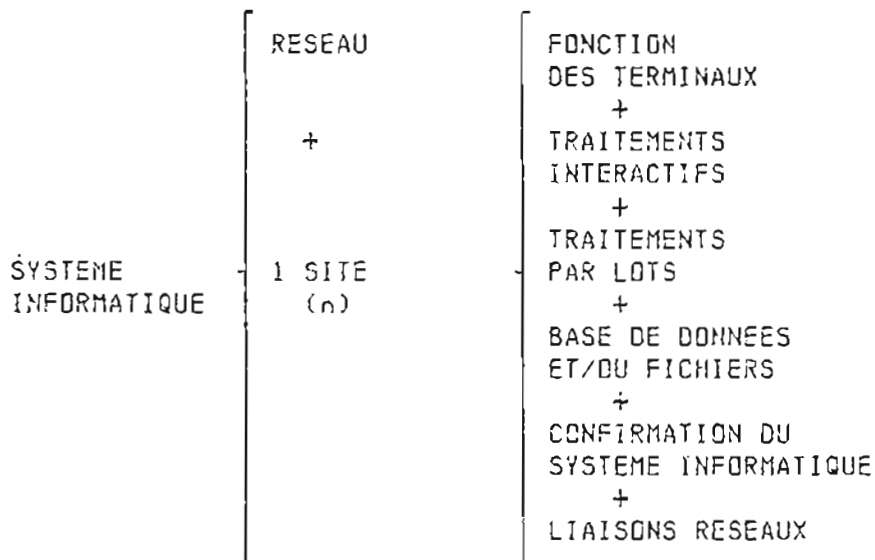 RESEAU
+
1 SITE
(n)
SYSTEME
INFORMATIQUE
FONCTION
DES TERMINAUX
+
TRAITEMENTS
INTERACTIFS
+
TRAITEMENTS
PAR LOTS
+
BASE DE DONNEES
ET/OU FICHIERS
+
CONFIRMATION DU
SYSTEME INFORMATIQUE
+
LIAISONS RESEAUX